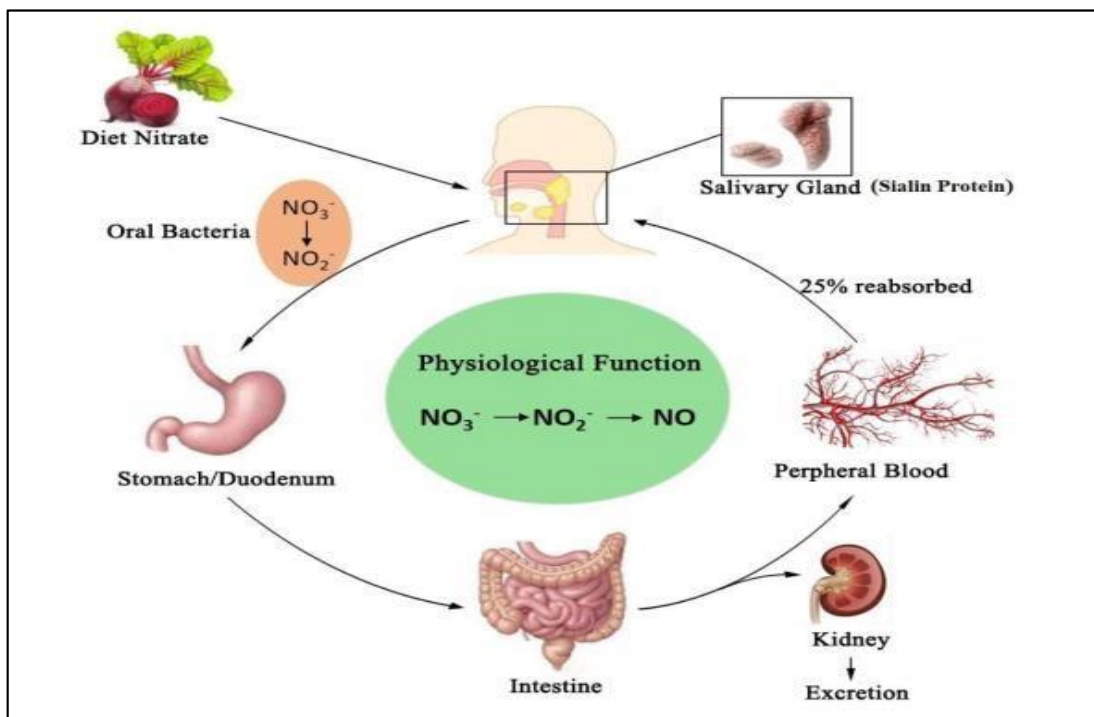 Diet Nitrate
Salivary Gland (Sialin Protein)
Oral Bacteria
NO₃⁻
NO₂⁻
25% reabsorbed
Physiological Function
NO₃⁻ → NO₂⁻ → NO
Stomach/Duodenum
Perpheral Blood
Intestine
Kidney
Excretion